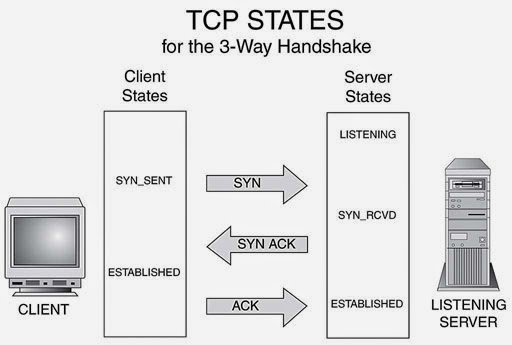 TCP STATES
for the 3-Way Handshake
Client
States
Server
States
LISTENING
SYN_SENT
SYN
SYN_RCVD
SYN ACK
ESTABLISHED
ACK
ESTABLISHED
CLIENT
LISTENING
SERVER